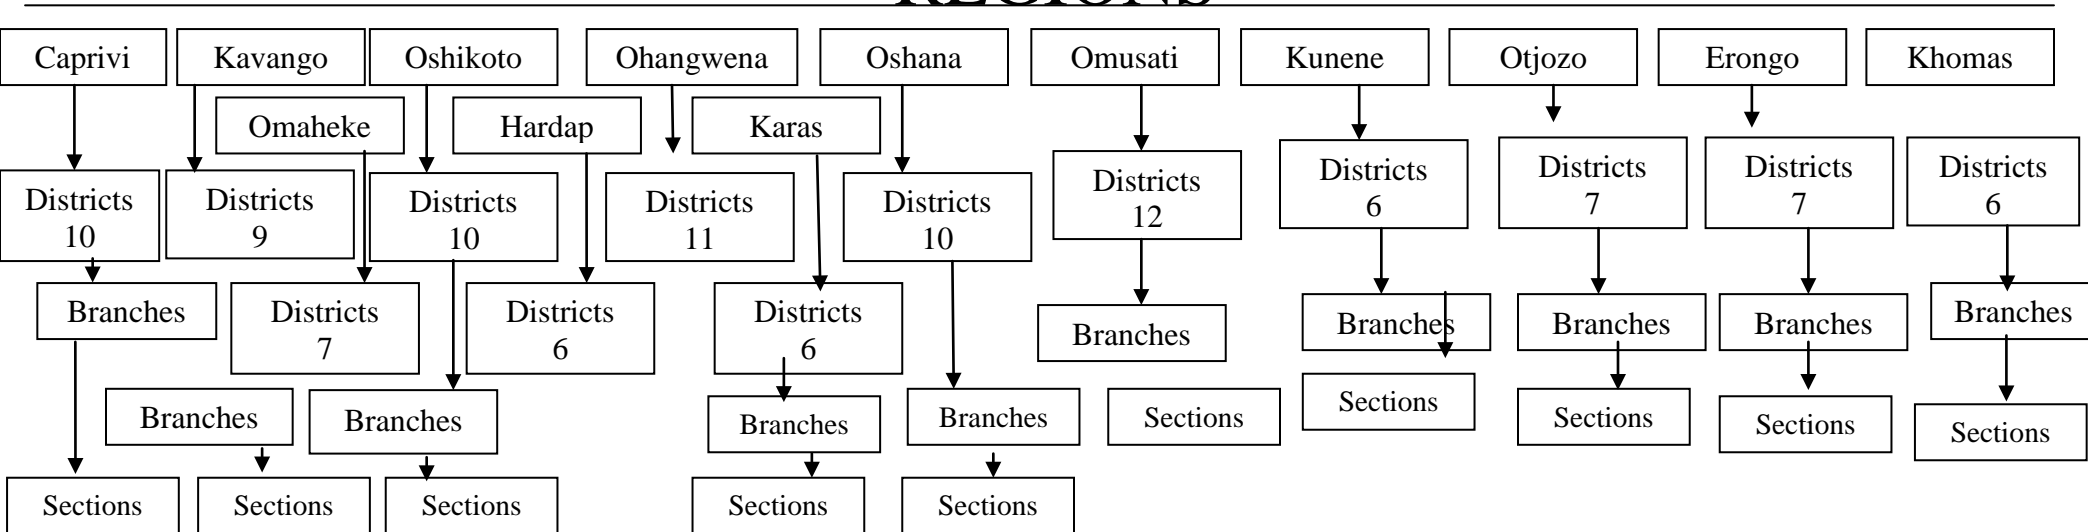 REGIONS
Caprivi Kavango Oshikoto Ohangwena Oshana Omusati Kunene Otjozo Erongo Khomas
Omaheke Hardap Karas
Districts
10
Districts
9
Districts
10
Districts
11
Districts
10
Districts
12
Districts
6
Districts
7
Districts
7
Districts
6
Districts
7
Districts
6
Districts
6
Branches
Branches
Branches
Branches
Branches
Branches
Branches
Branches
Branches
Branches
Sections
Sections
Sections
Sections
Sections
Sections
Sections
Sections
Sections
Sections